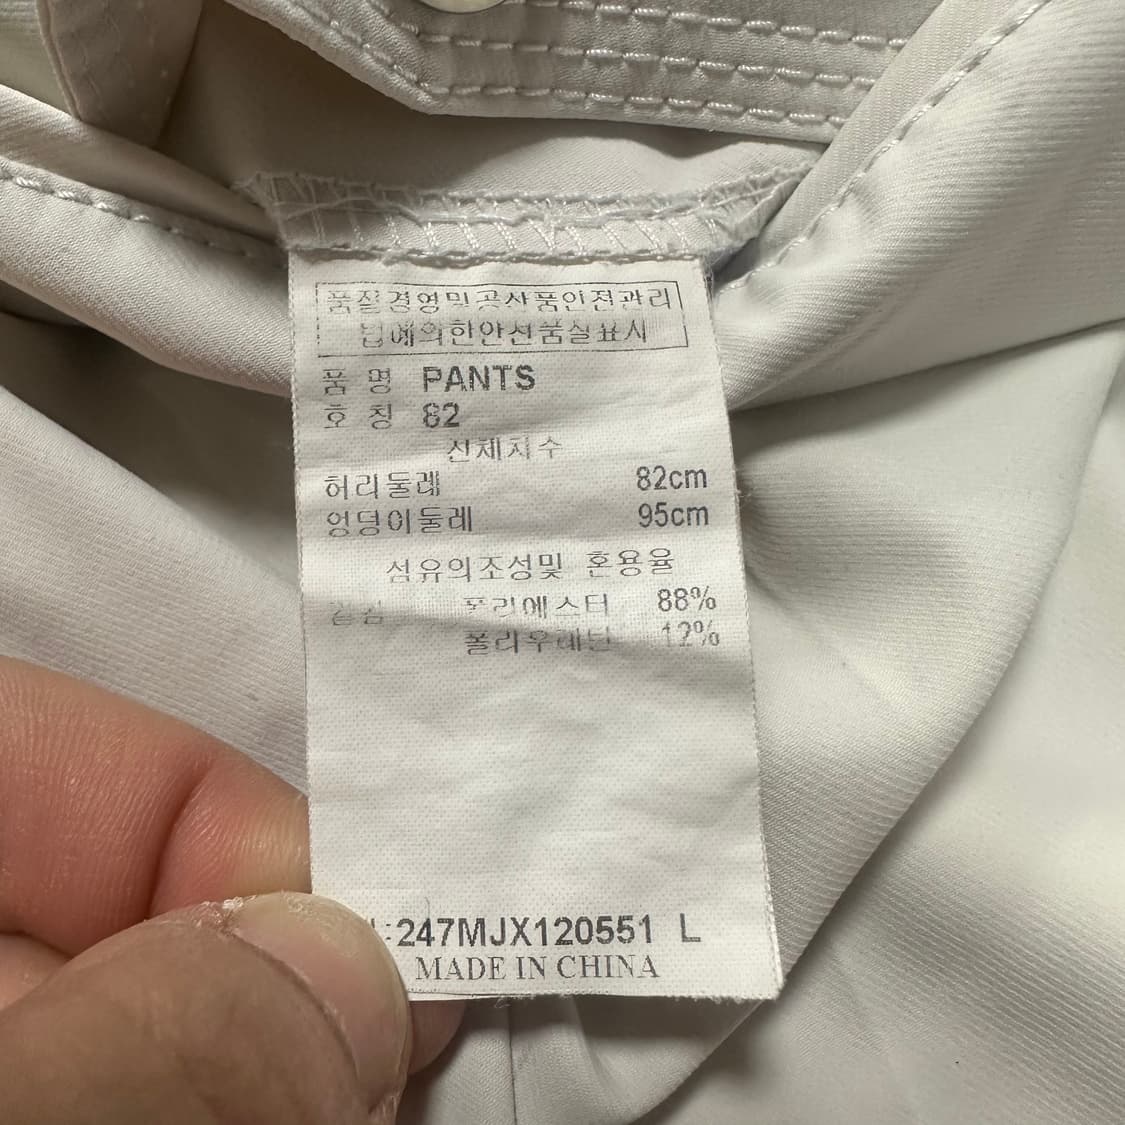 품질경영및공사품안전관리
법에의한안전품질표시
품 명 PANTS
호 칭 82
신체치수
허리둘레 82cm
엉덩이둘레 95cm
섬유의조성및 혼용율
겉감 폴리에스터 88%
폴리우레탄 12%
247MJX120551 L
MADE IN CHINA